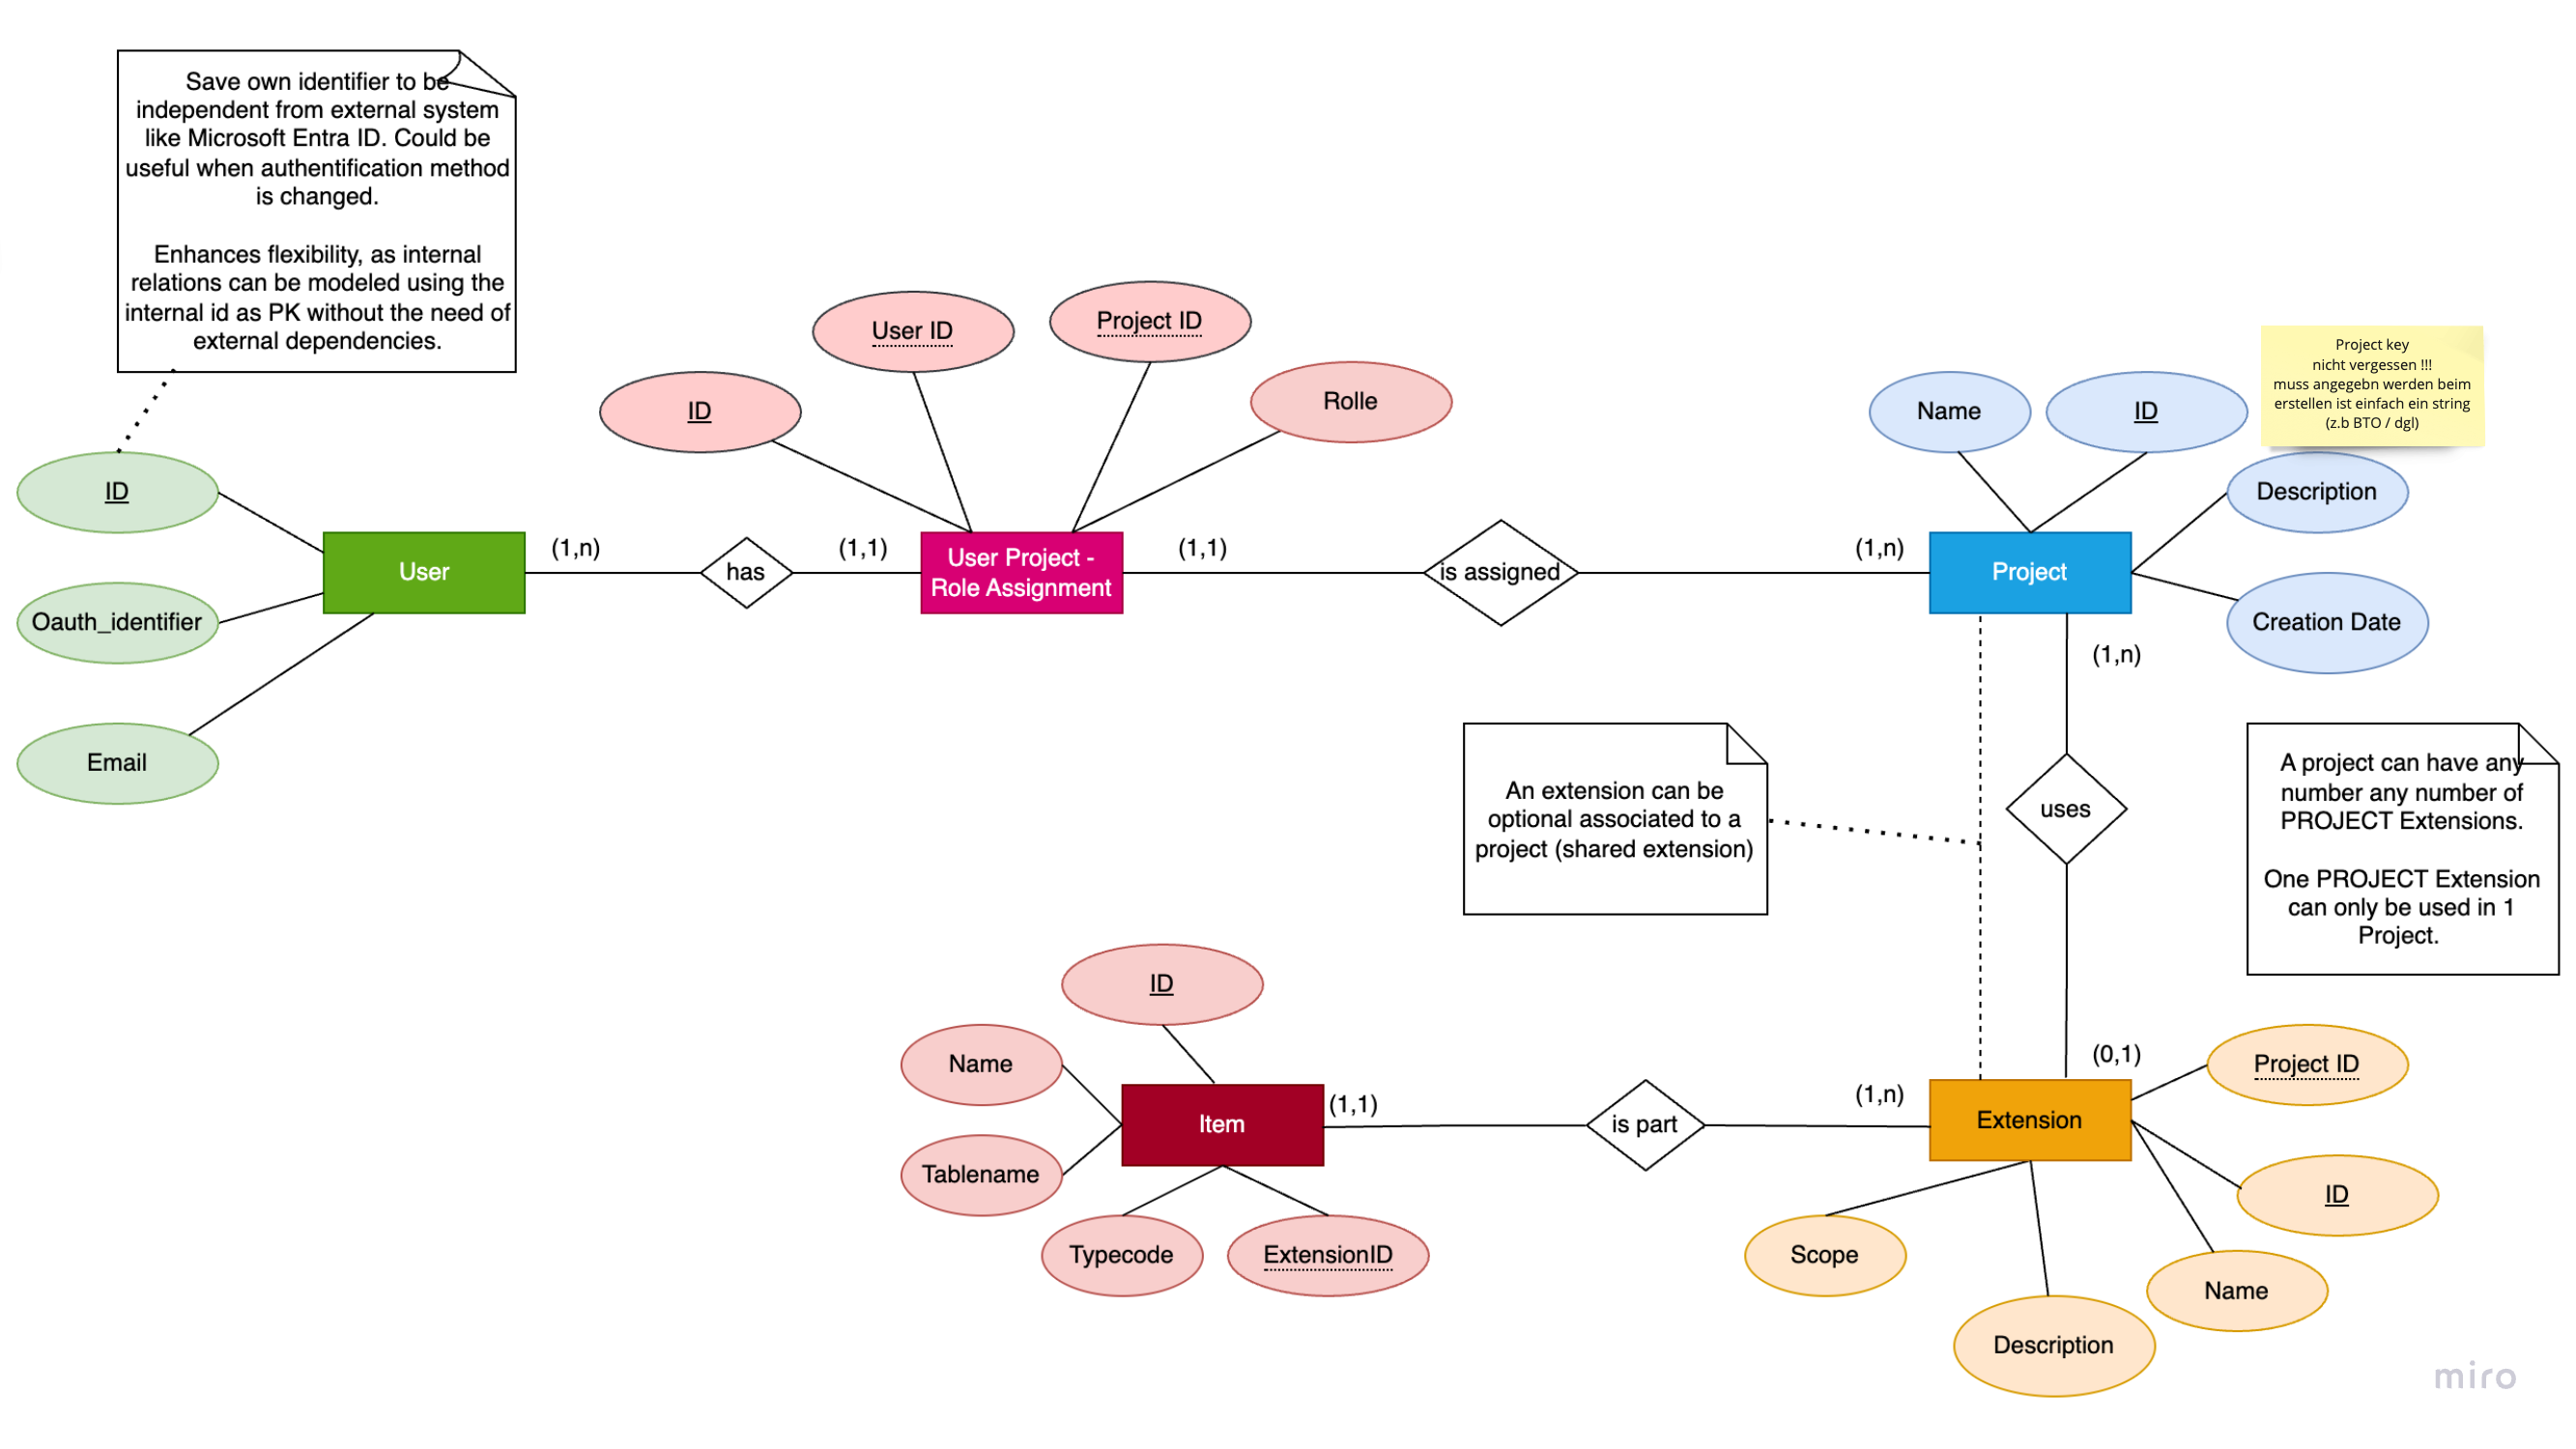 Save own identifier to be
independent from external system
like Microsoft Entra ID. Could be
useful when authentification method
is changed.
Enhances flexibility, as internal
relations can be modeled using the
internal id as PK without the need of
external dependencies.
ID
Oauth_identifier
Email
User
(1,n)
has
(1,1)
ID
User ID
Project ID
Rolle
User Project -
Role Assignment
(1,1)
is assigned
(1,n)
Name
ID
Project key
nicht vergessen !!!
muss angegebn werden beim
erstellen ist einfach ein string
(z.b BTO / dgl)
Description
Creation Date
Project
(1,n)
An extension can be
optional associated to a
project (shared extension)
uses
A project can have any
number any number of
PROJECT Extensions.
One PROJECT Extension
can only be used in 1
Project.
(0,1)
ID
Name
Tablename
Typecode
ExtensionID
Item
(1,1)
is part
(1,n)
Extension
Project ID
ID
Name
Scope
Description
miro